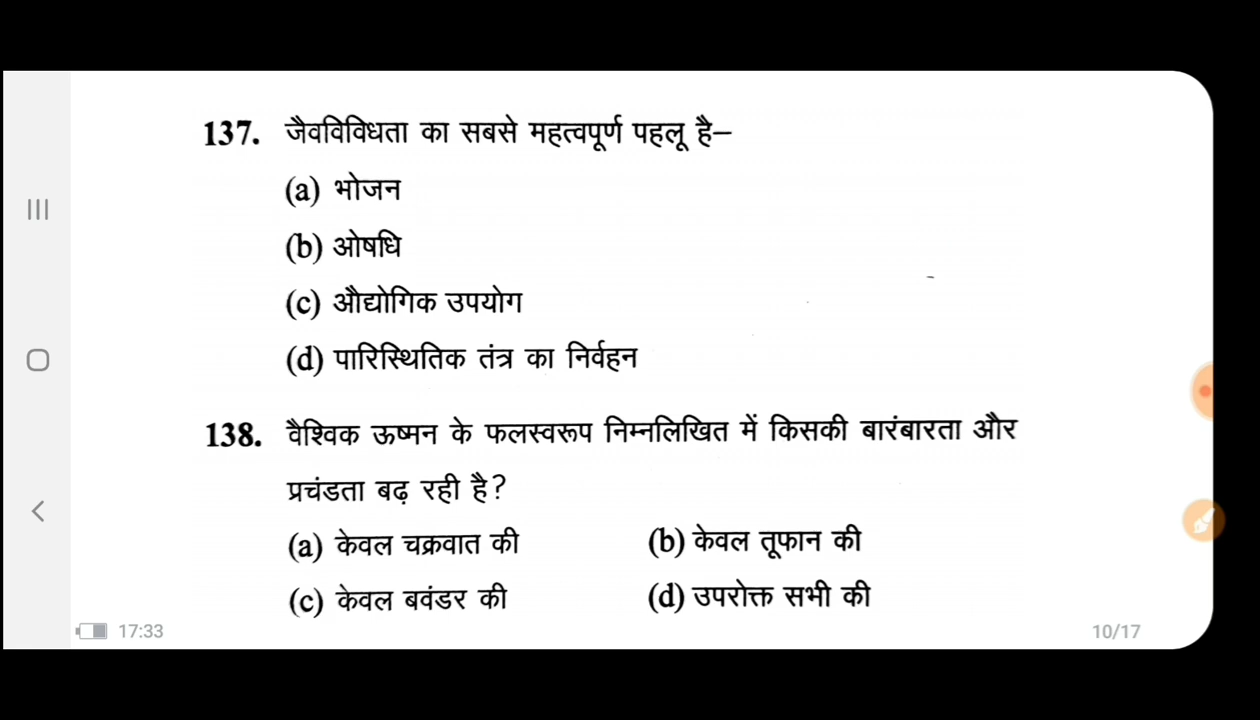 137. जैवविविधता का सबसे महत्वपूर्ण पहलू है–
(a) भोजन
(b) ओषधि
(c) औद्योगिक उपयोग
(d) पारिस्थितिक तंत्र का निर्वहन
138. वैश्विक ऊष्मन के फलस्वरूप निम्नलिखित में किसकी बारंबारता और
प्रचंडता बढ़ रही है?
(a) केवल चक्रवात की (b) केवल तूफान की
(c) केवल बवंडर की (d) उपरोक्त सभी की
17:33 10/17